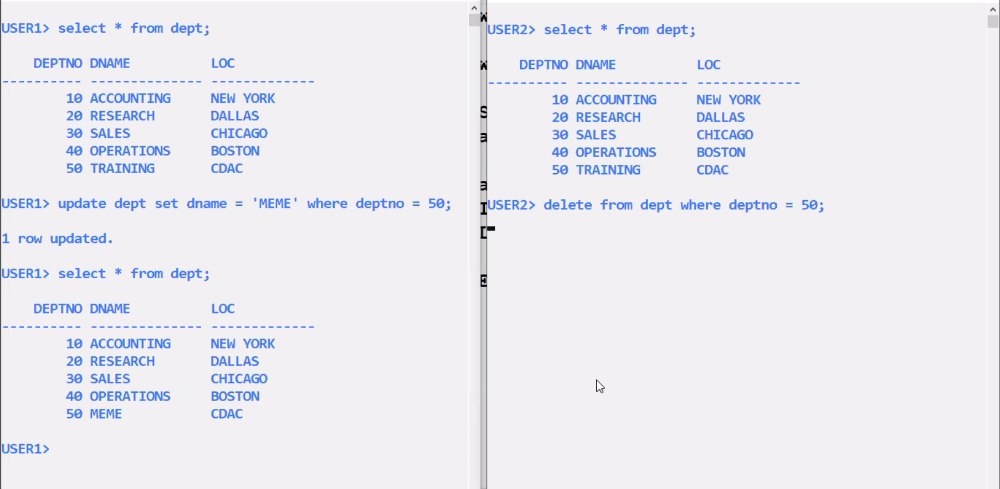 USER1> select * from dept;
    DEPTNO DNAME          LOC
---------- -------------- -------------
        10 ACCOUNTING     NEW YORK
        20 RESEARCH       DALLAS
        30 SALES          CHICAGO
        40 OPERATIONS     BOSTON
        50 TRAINING       CDAC
USER1> update dept set dname = 'MEME' where deptno = 50;
1 row updated.
USER1> select * from dept;
    DEPTNO DNAME          LOC
---------- -------------- -------------
        10 ACCOUNTING     NEW YORK
        20 RESEARCH       DALLAS
        30 SALES          CHICAGO
        40 OPERATIONS     BOSTON
        50 MEME           CDAC
USER1>
USER2> select * from dept;
    DEPTNO DNAME          LOC
---------- -------------- -------------
        10 ACCOUNTING     NEW YORK
        20 RESEARCH       DALLAS
        30 SALES          CHICAGO
        40 OPERATIONS     BOSTON
        50 TRAINING       CDAC
USER2> delete from dept where deptno = 50;